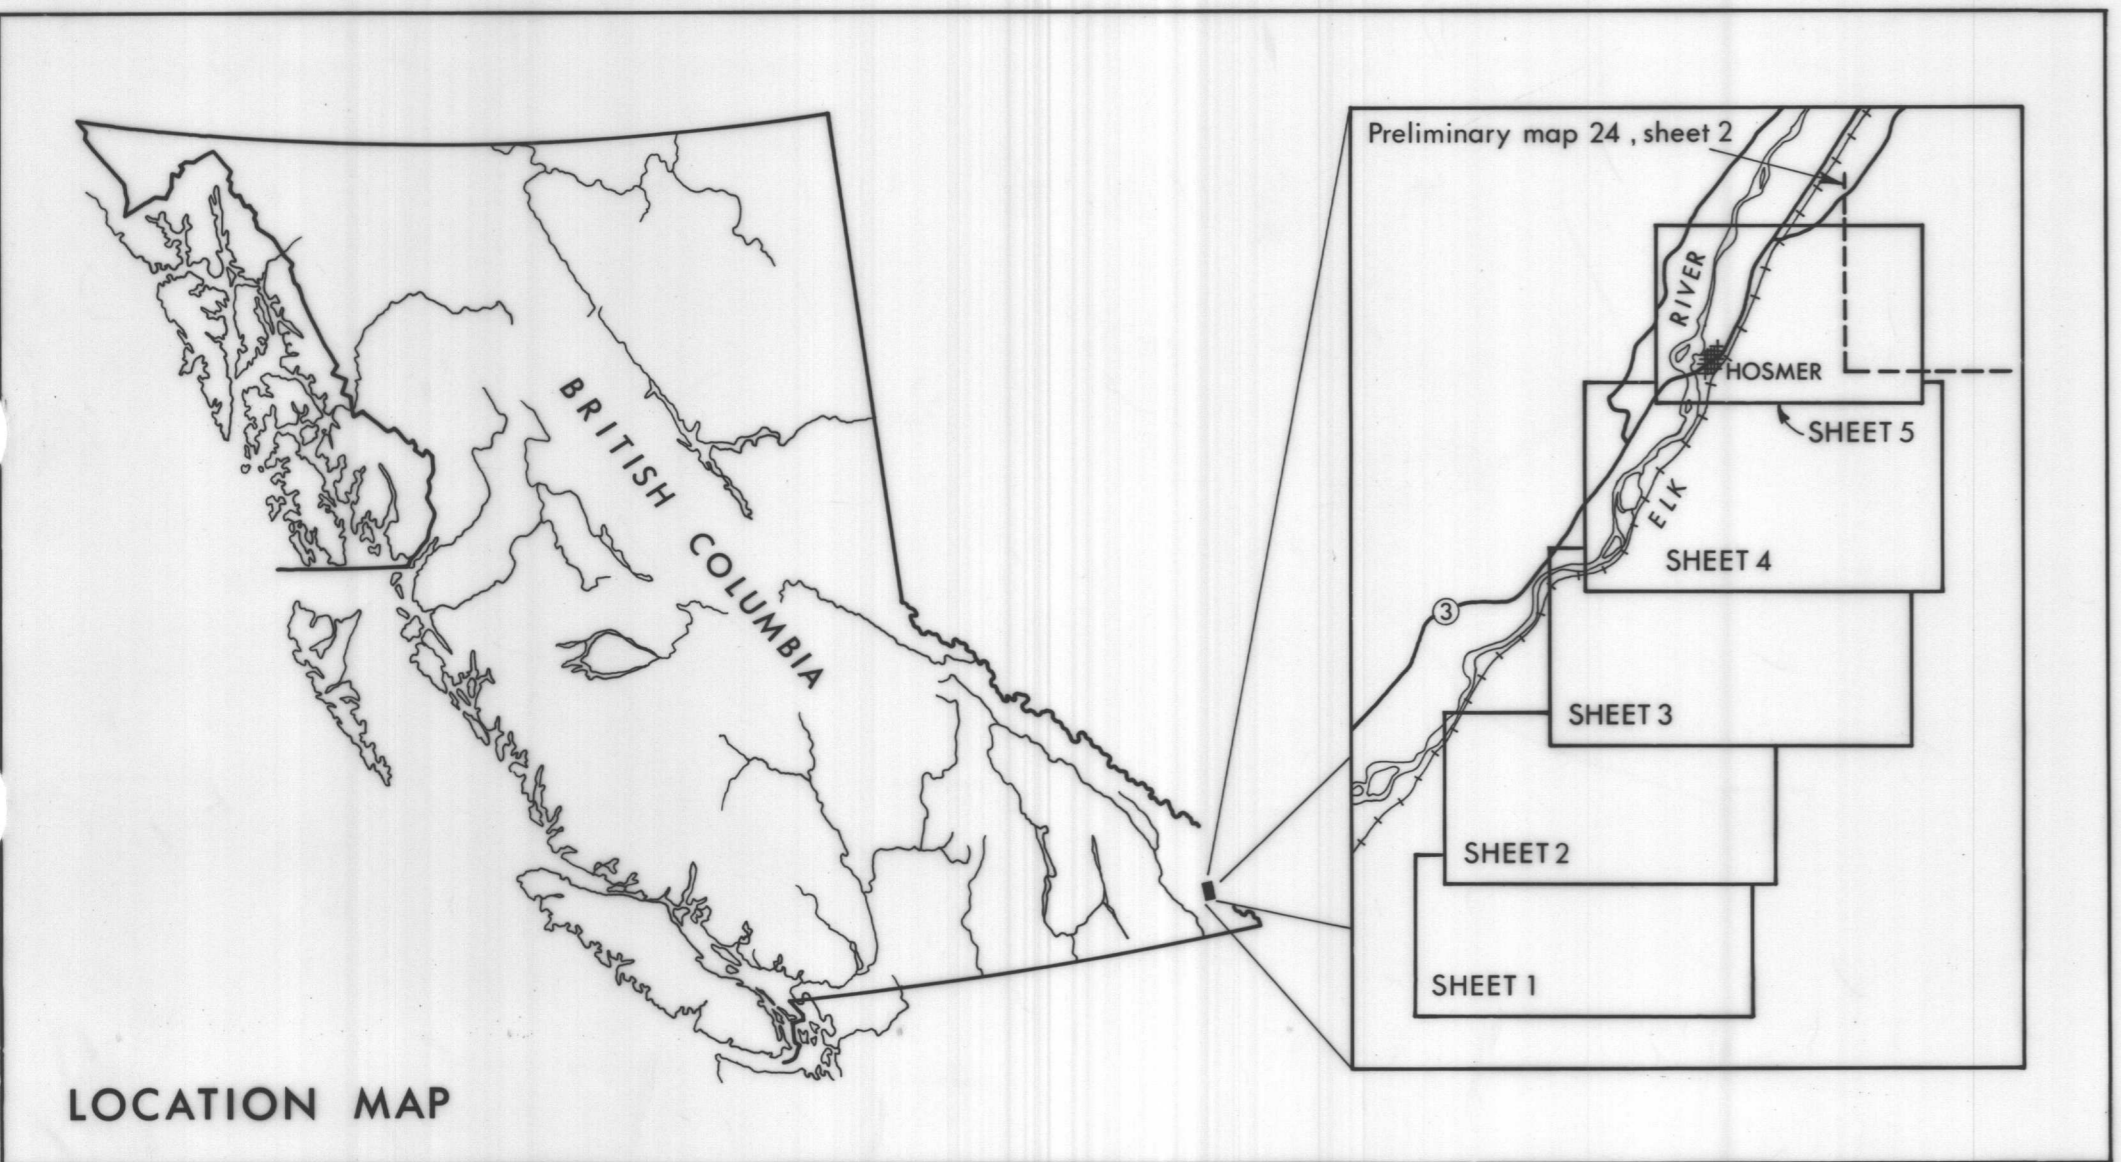 Preliminary map 24 , sheet 2
RIVER
HOSMER
SHEET 5
ELK
SHEET 4
3
SHEET 3
SHEET 2
SHEET 1
BRITISH COLUMBIA
LOCATION MAP